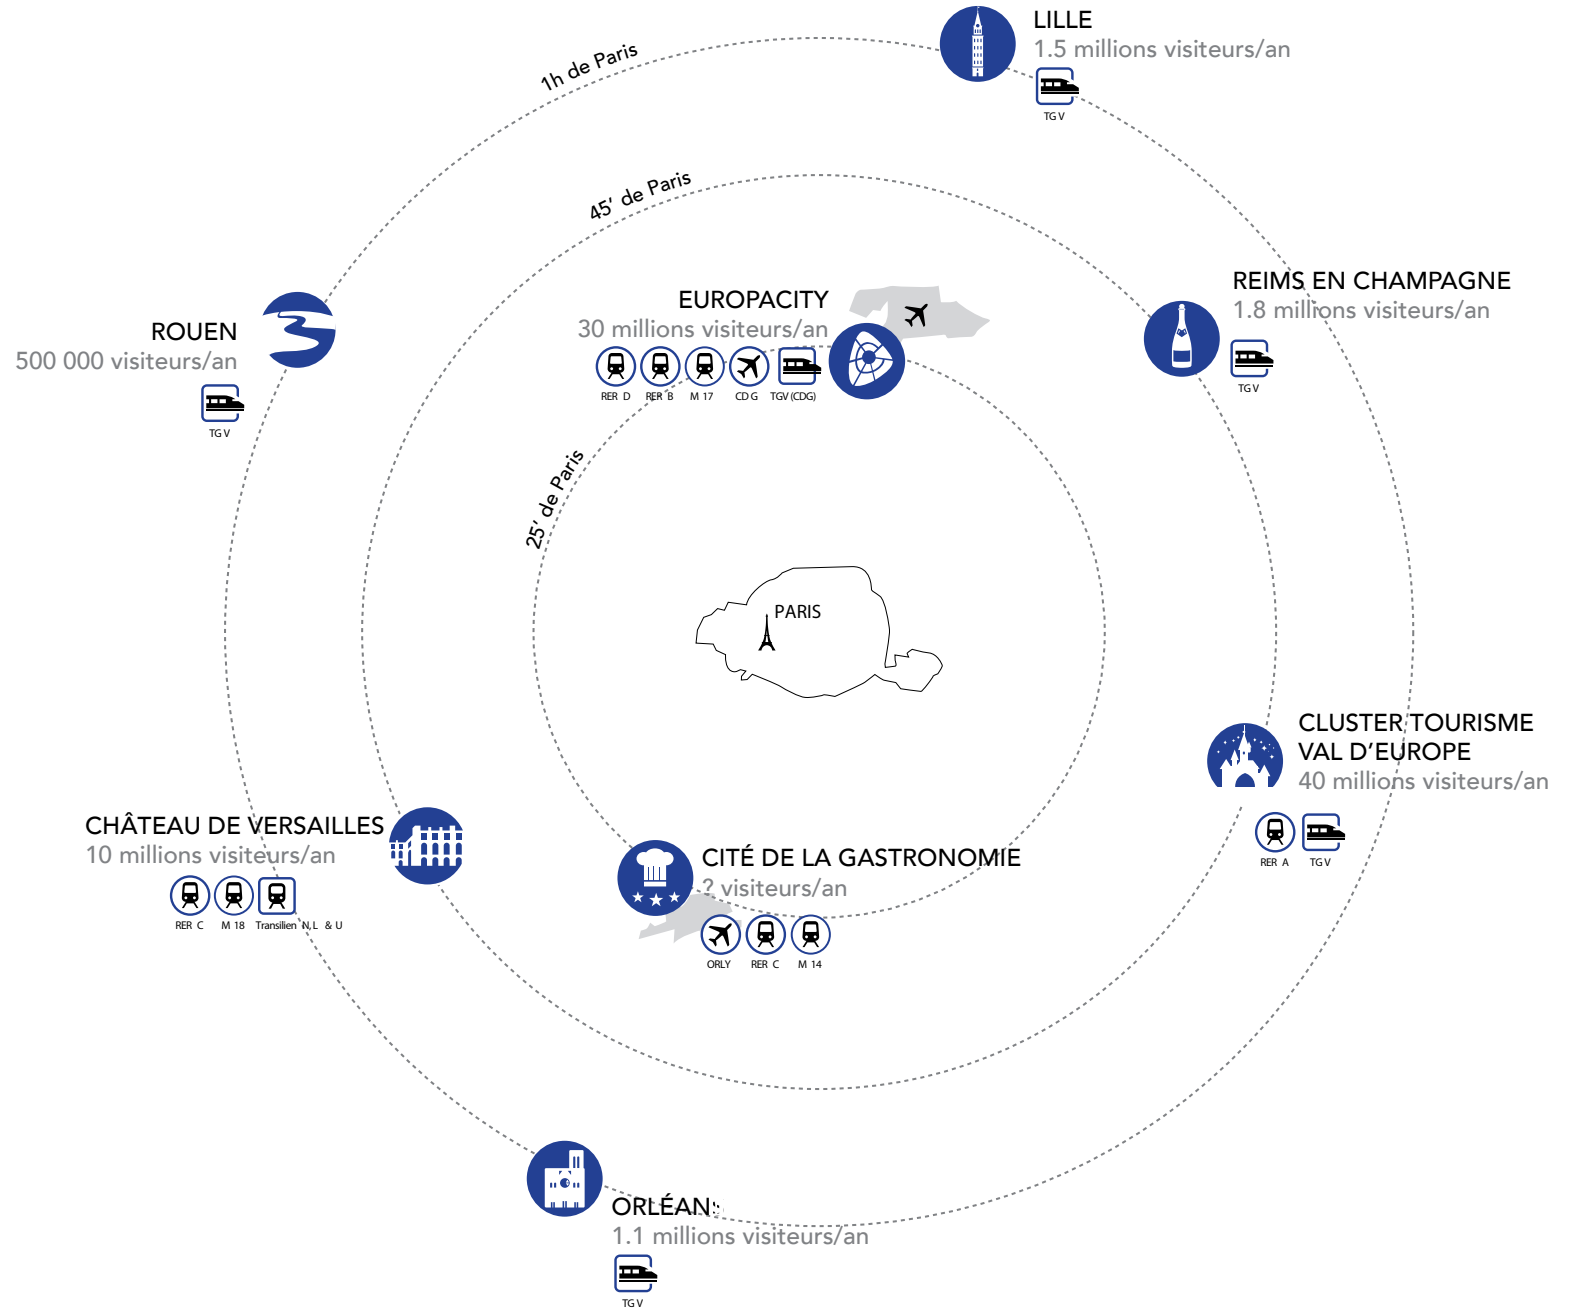 LILLE
1.5 millions visiteurs/an
TGV
1h de Paris
45' de Paris
REIMS EN CHAMPAGNE
1.8 millions visiteurs/an
TGV
EUROPACITY
30 millions visiteurs/an
RER D
RER B
M 17
CDG
TGV (CDG)
ROUEN
500 000 visiteurs/an
TGV
25' de Paris
PARIS
CLUSTER TOURISME
VAL D'EUROPE
40 millions visiteurs/an
RER A
TGV
CHÂTEAU DE VERSAILLES
10 millions visiteurs/an
RER C
M 18
Transilien N,L & U
CITÉ DE LA GASTRONOMIE
? visiteurs/an
ORLY
RER C
M 14
ORLÉANS
1.1 millions visiteurs/an
TGV